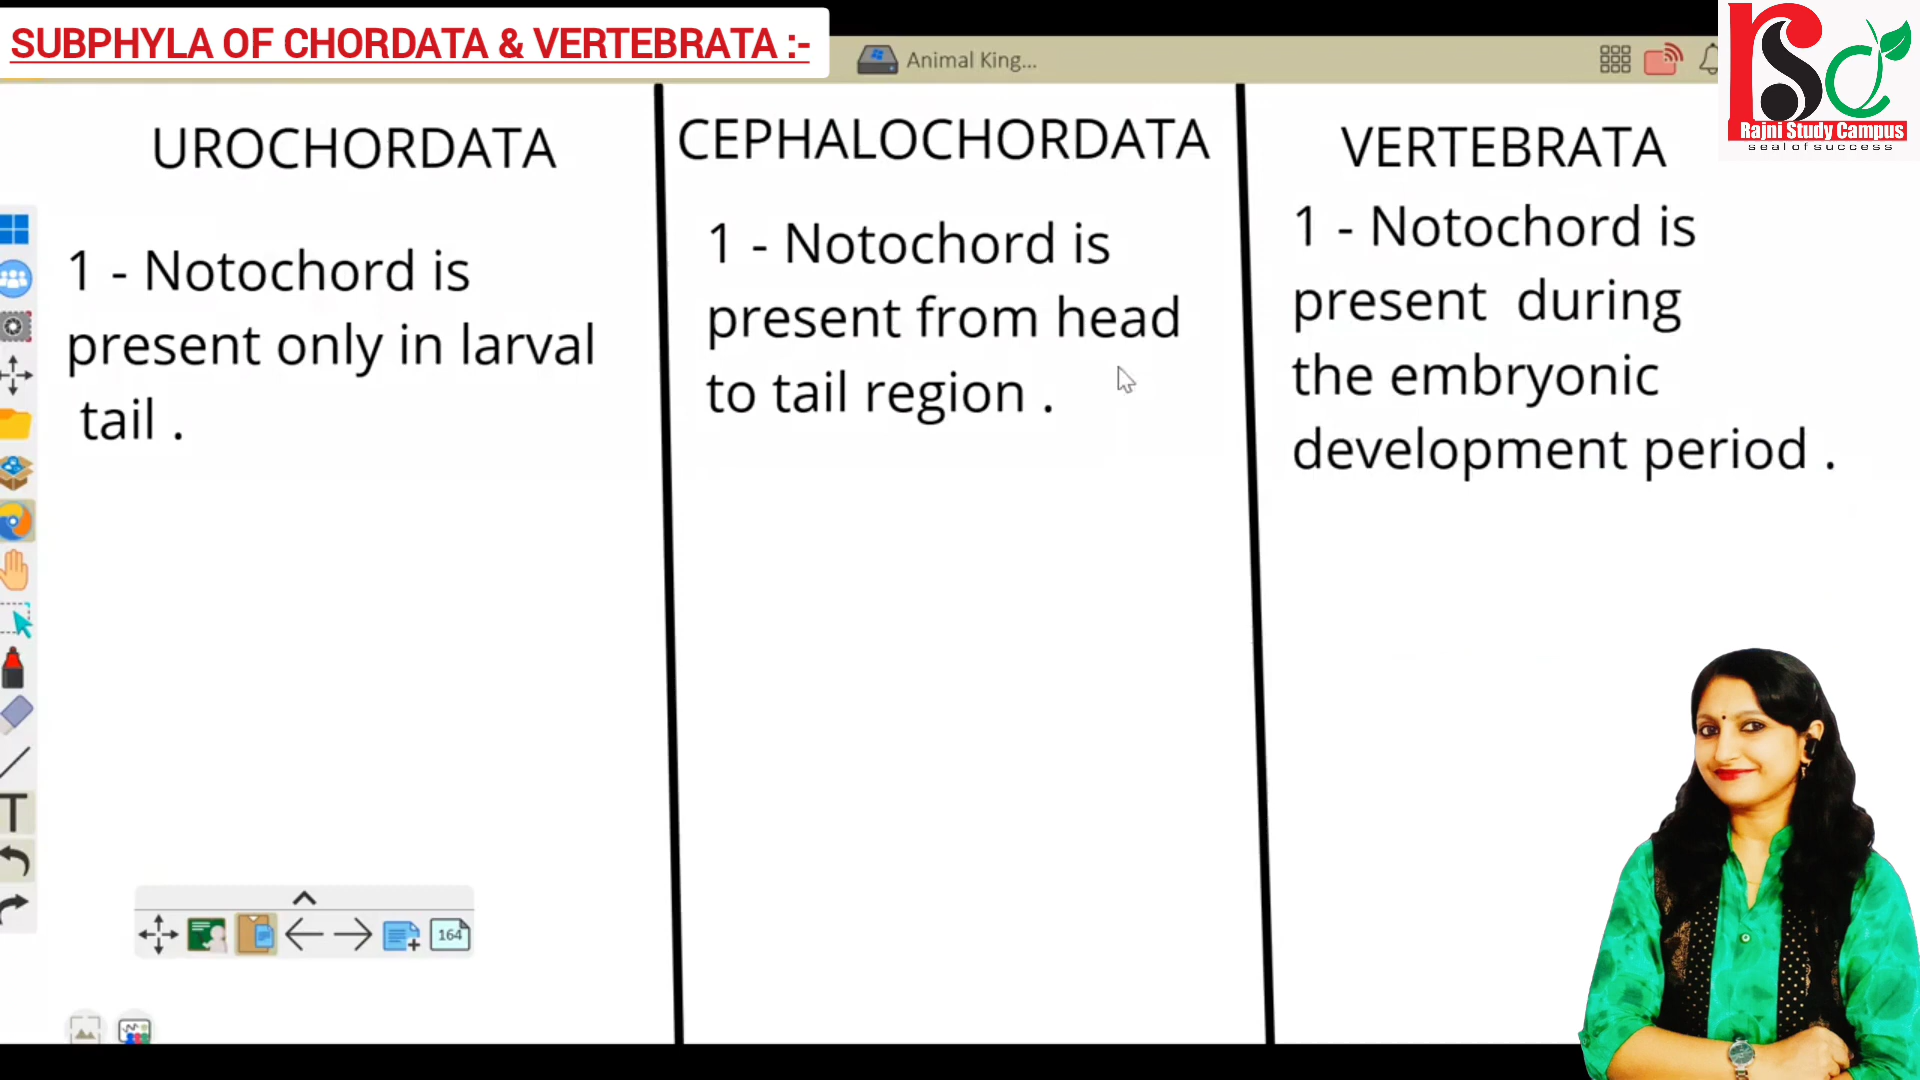 SUBPHYLA OF CHORDATA & VERTEBRATA :-
Animal King...
Rajni Study Campus
seal of success
UROCHORDATA
1 - Notochord is
present only in larval
tail .
CEPHALOCHORDATA
1 - Notochord is
present from head
to tail region .
VERTEBRATA
1 - Notochord is
present during
the embryonic
development period .
T
164